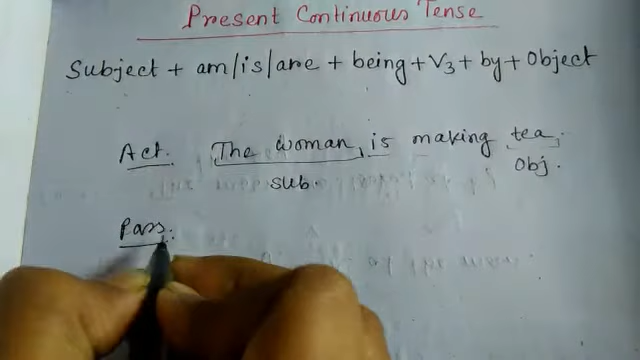 Present Continuous Tense
Subject + am/is/are + being + V3 + by + Object
Act. The woman, is making tea.
sub. Obj.
Pass.